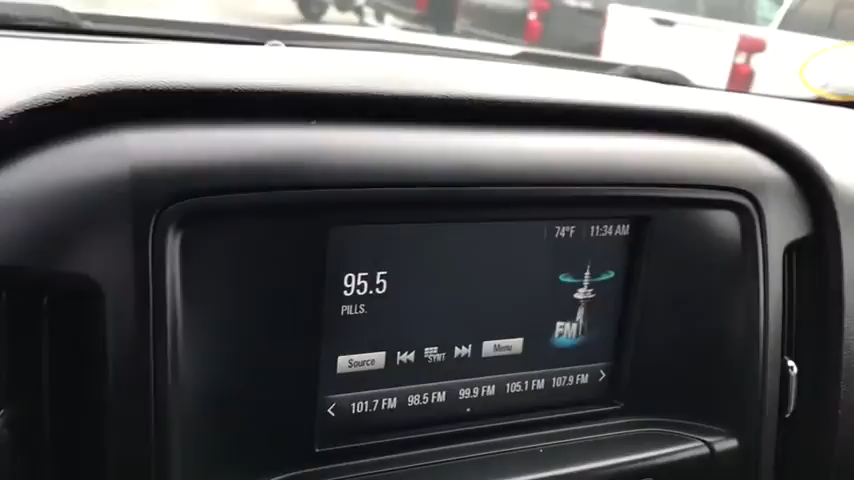 74°F 11:34 AM
95.5
PILLS.
FM
Source SYNT Menu
101.7 FM 98.5 FM 99.9 FM 105.1 FM 107.9 FM